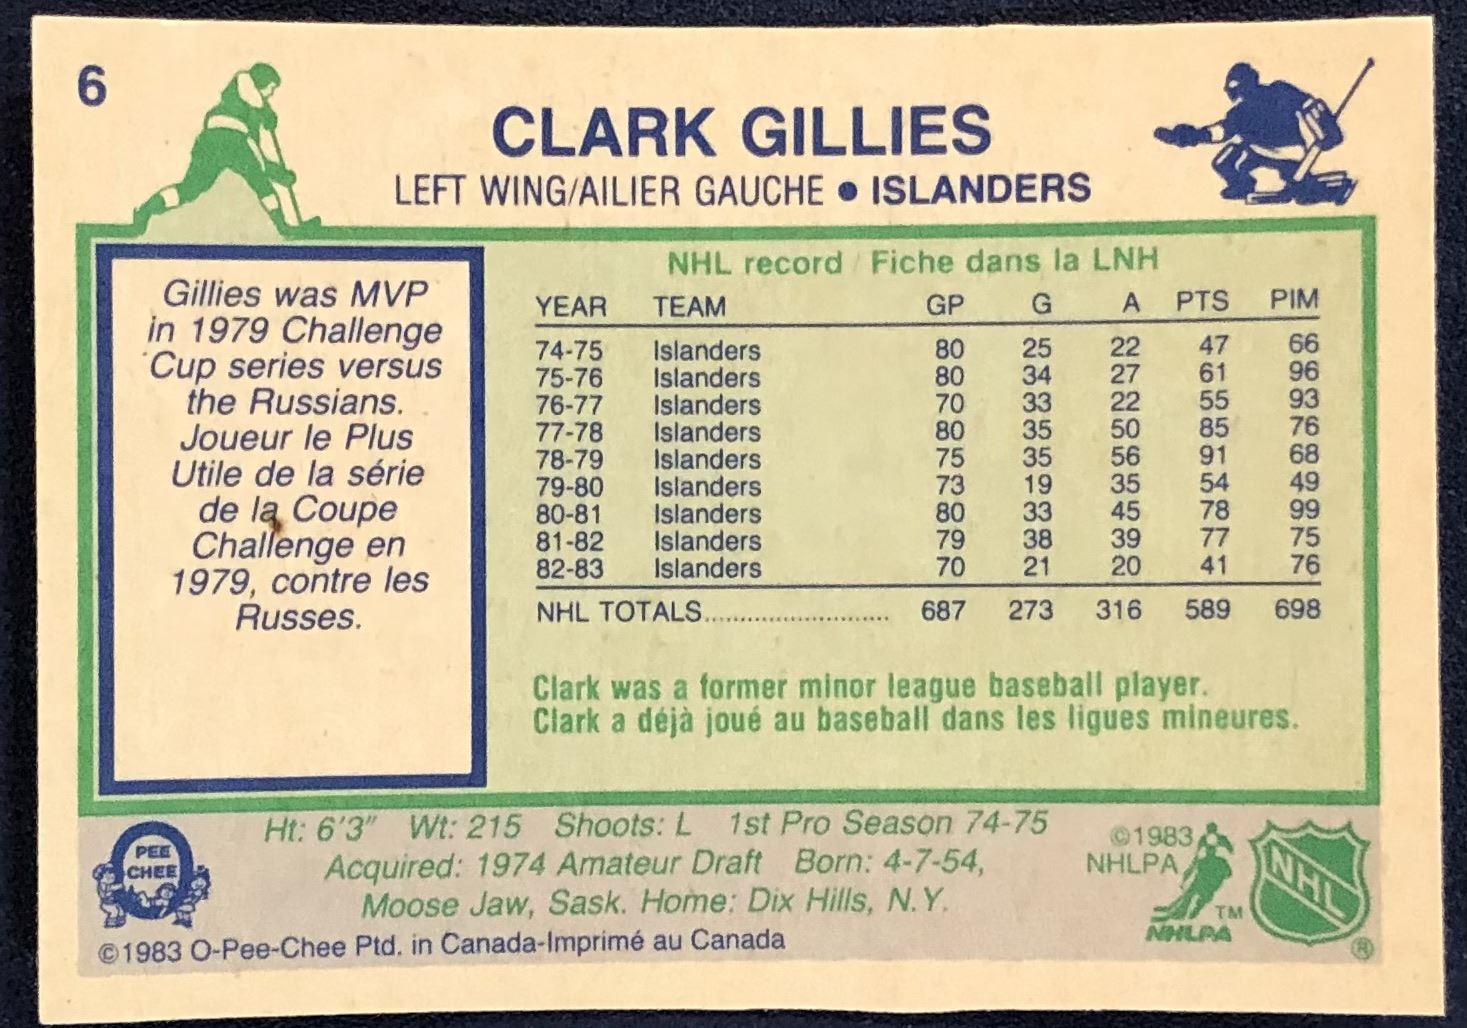 6
CLARK GILLIES
LEFT WING/AILIER GAUCHE • ISLANDERS
Gillies was MVP
in 1979 Challenge
Cup series versus
the Russians.
Joueur le Plus
Utile de la série
de la Coupe
Challenge en
1979, contre les
Russes.
NHL record / Fiche dans la LNH
YEAR TEAM GP G A PTS PIM
74-75 Islanders 80 25 22 47 66
75-76 Islanders 80 34 27 61 96
76-77 Islanders 70 33 22 55 93
77-78 Islanders 80 35 50 85 76
78-79 Islanders 75 35 56 91 68
79-80 Islanders 73 19 35 54 49
80-81 Islanders 80 33 45 78 99
81-82 Islanders 79 38 39 77 75
82-83 Islanders 70 21 20 41 76
NHL TOTALS........................... 687 273 316 589 698
Clark was a former minor league baseball player.
Clark a déjà joué au baseball dans les ligues mineures.
O
PEE
CHEE
Ht: 6'3" Wt: 215 Shoots: L 1st Pro Season 74-75
Acquired: 1974 Amateur Draft Born: 4-7-54,
Moose Jaw, Sask. Home: Dix Hills, N.Y.
©1983 O-Pee-Chee Ptd. in Canada-Imprimé au Canada
©1983
NHLPA
TM
NHLPA
NHL
®